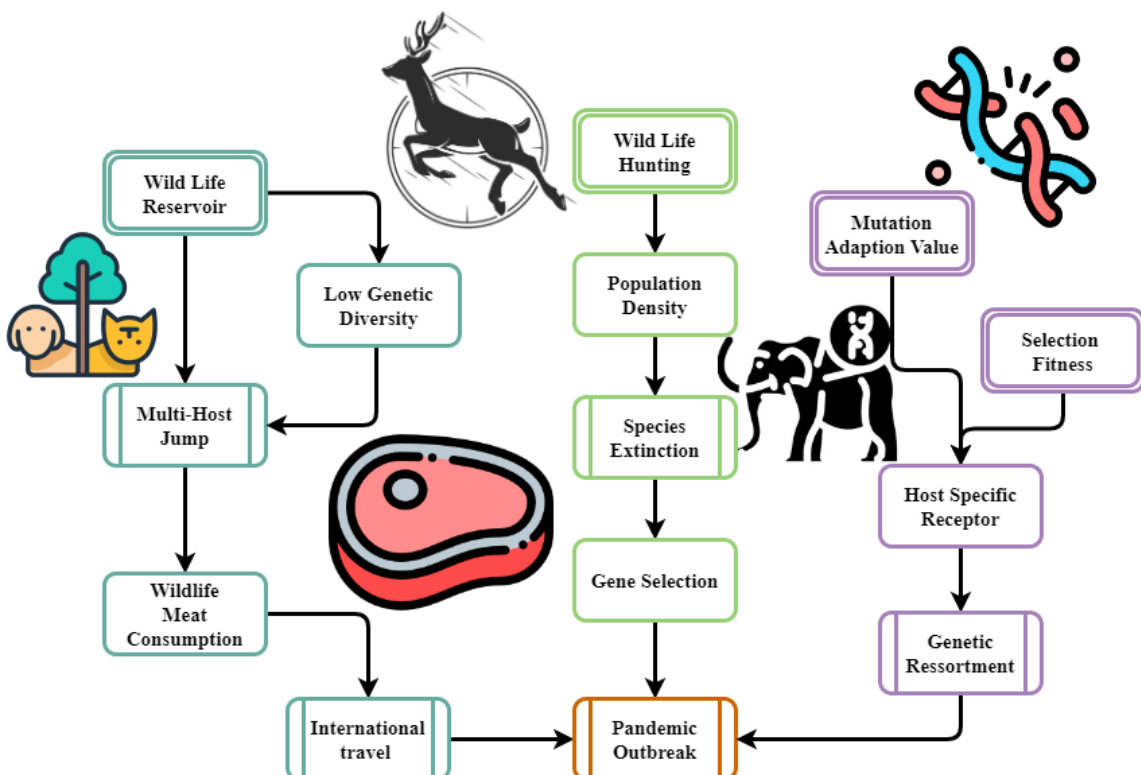 Wild Life
Reservoir
Low Genetic
Diversity
Multi-Host
Jump
Wildlife
Meat
Consumption
International
travel
Wild Life
Hunting
Population
Density
Species
Extinction
Gene Selection
Pandemic
Outbreak
Mutation
Adaption Value
Selection
Fitness
Host Specific
Receptor
Genetic
Ressortment